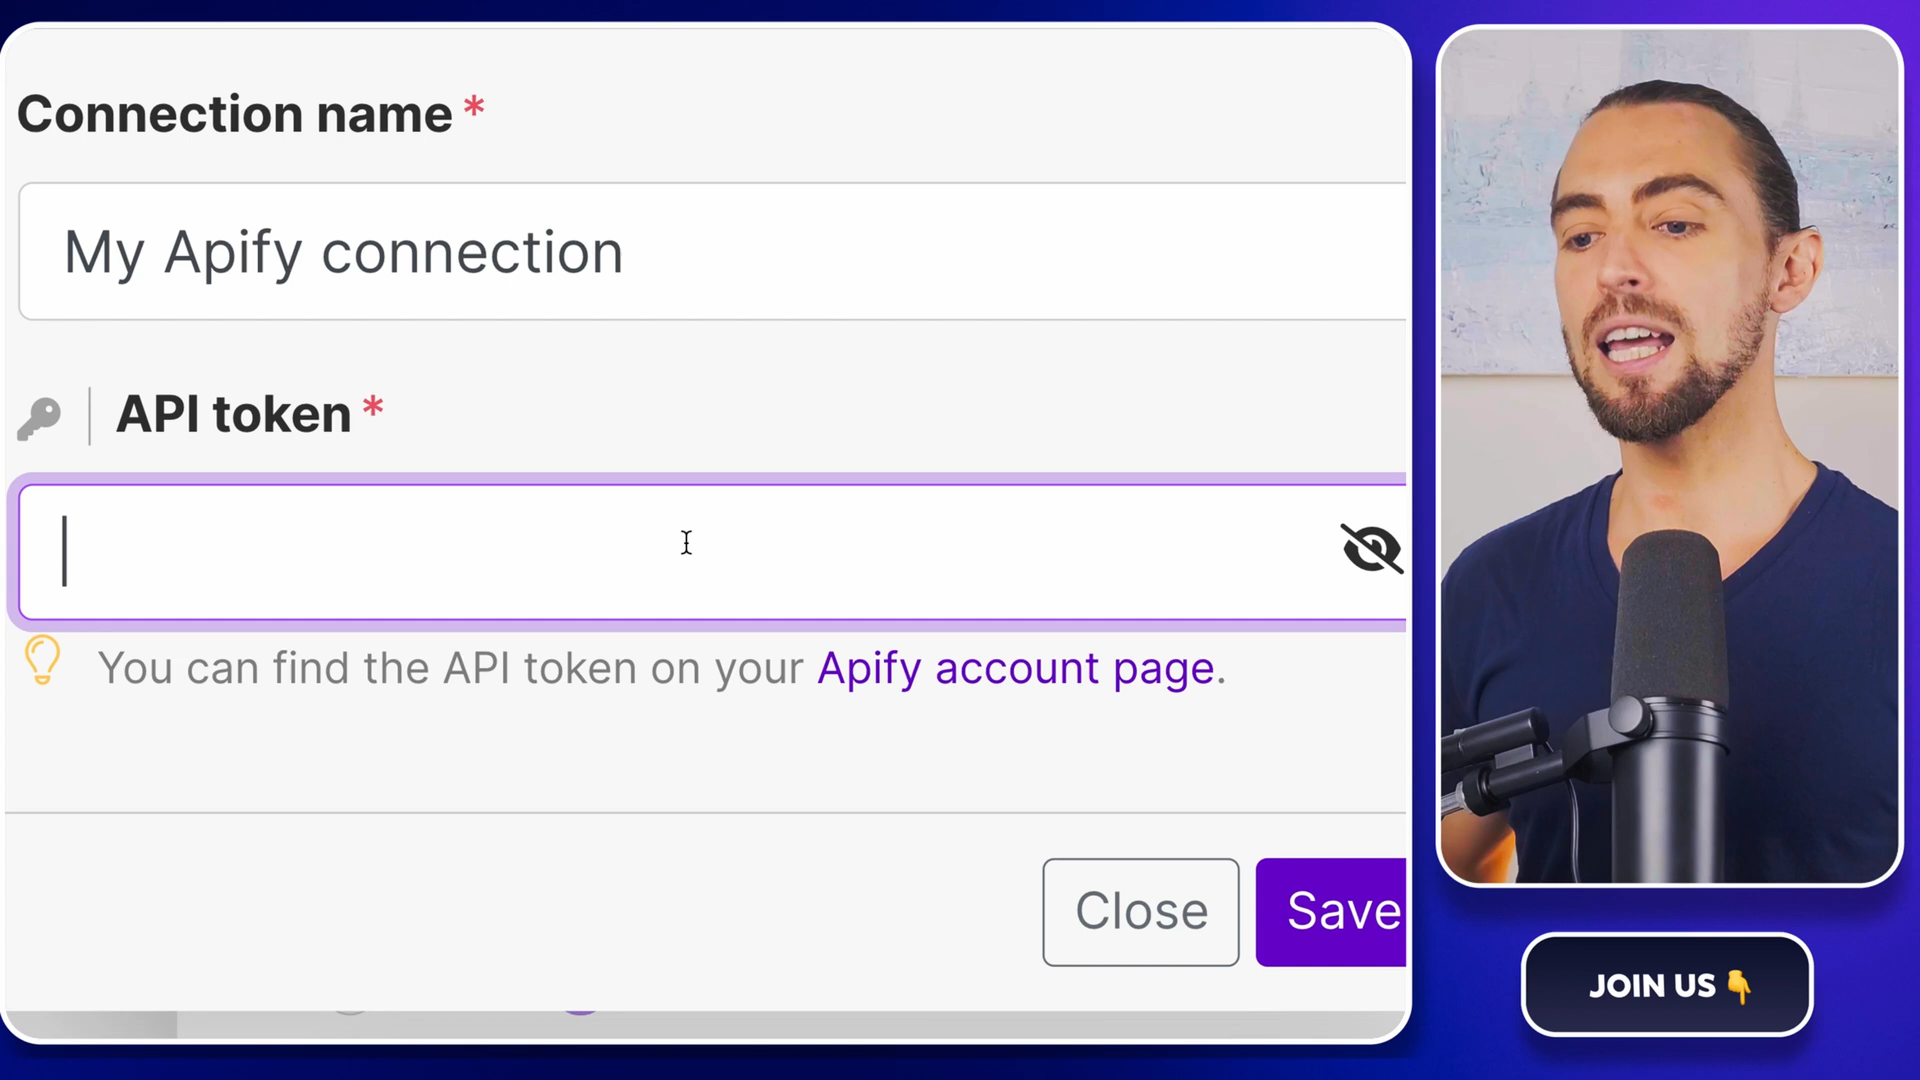 Connection name *
My Apify connection
API token *
You can find the API token on your Apify account page.
Close
Save
JOIN US 👇